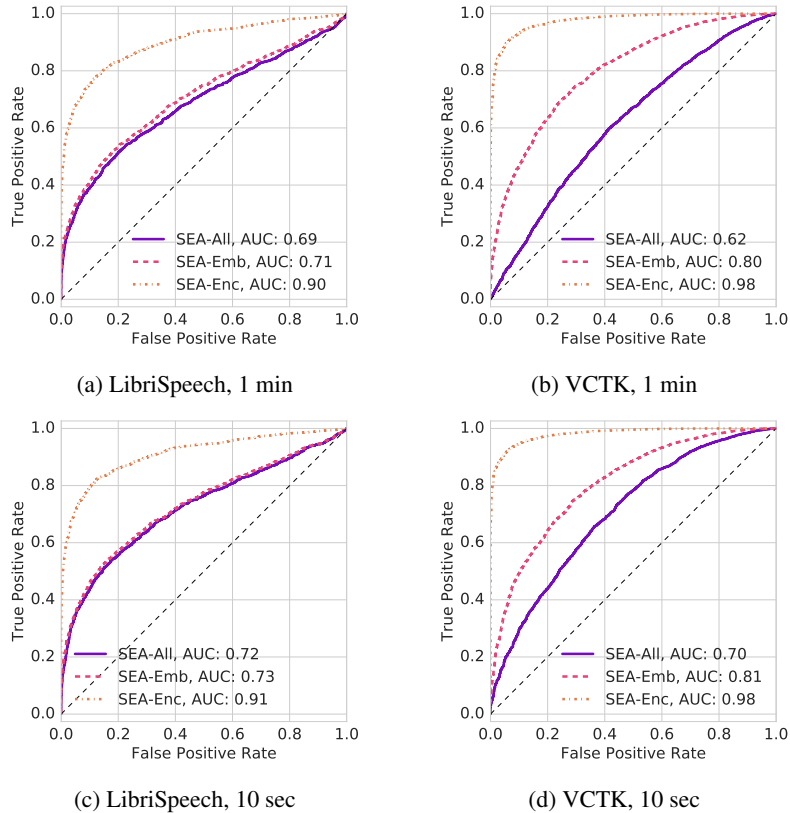 1.0
0.8
0.6
0.4
0.2
0.0
True Positive Rate
SEA-All, AUC: 0.69
SEA-Emb, AUC: 0.71
SEA-Enc, AUC: 0.90
0.0 0.2 0.4 0.6 0.8 1.0
False Positive Rate
(a) LibriSpeech, 1 min
1.0
0.8
0.6
0.4
0.2
0.0
True Positive Rate
SEA-All, AUC: 0.62
SEA-Emb, AUC: 0.80
SEA-Enc, AUC: 0.98
0.0 0.2 0.4 0.6 0.8 1.0
False Positive Rate
(b) VCTK, 1 min
1.0
0.8
0.6
0.4
0.2
0.0
True Positive Rate
SEA-All, AUC: 0.72
SEA-Emb, AUC: 0.73
SEA-Enc, AUC: 0.91
0.0 0.2 0.4 0.6 0.8 1.0
False Positive Rate
(c) LibriSpeech, 10 sec
1.0
0.8
0.6
0.4
0.2
0.0
True Positive Rate
SEA-All, AUC: 0.70
SEA-Emb, AUC: 0.81
SEA-Enc, AUC: 0.98
0.0 0.2 0.4 0.6 0.8 1.0
False Positive Rate
(d) VCTK, 10 sec